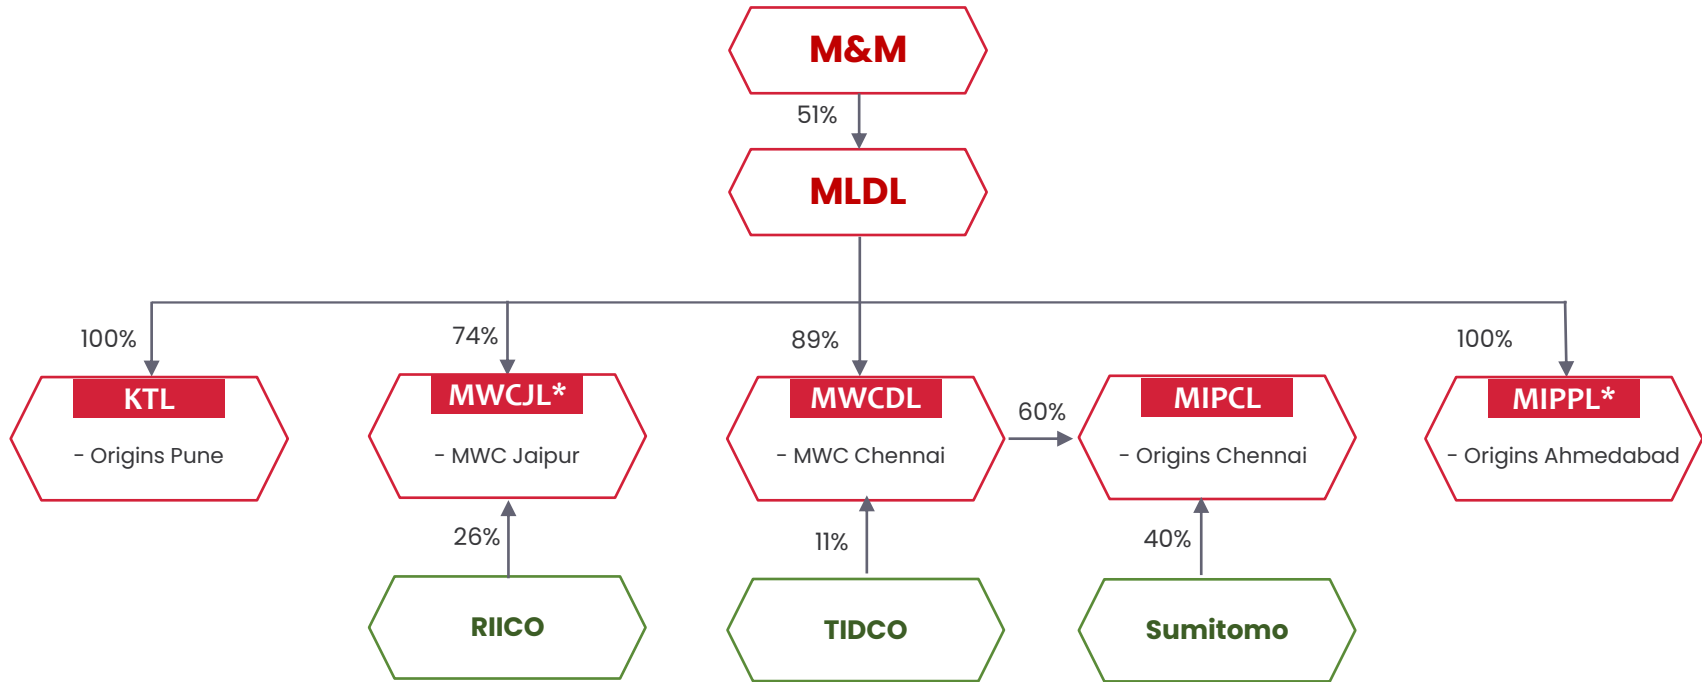 M&M
51%
MLDL
100%
74%
89%
100%
KTL
MWCJL*
MWCDL
MIPCL
MIPPL*
60%
- Origins Pune
- MWC Jaipur
- MWC Chennai
- Origins Chennai
- Origins Ahmedabad
26%
11%
40%
RIICO
TIDCO
Sumitomo